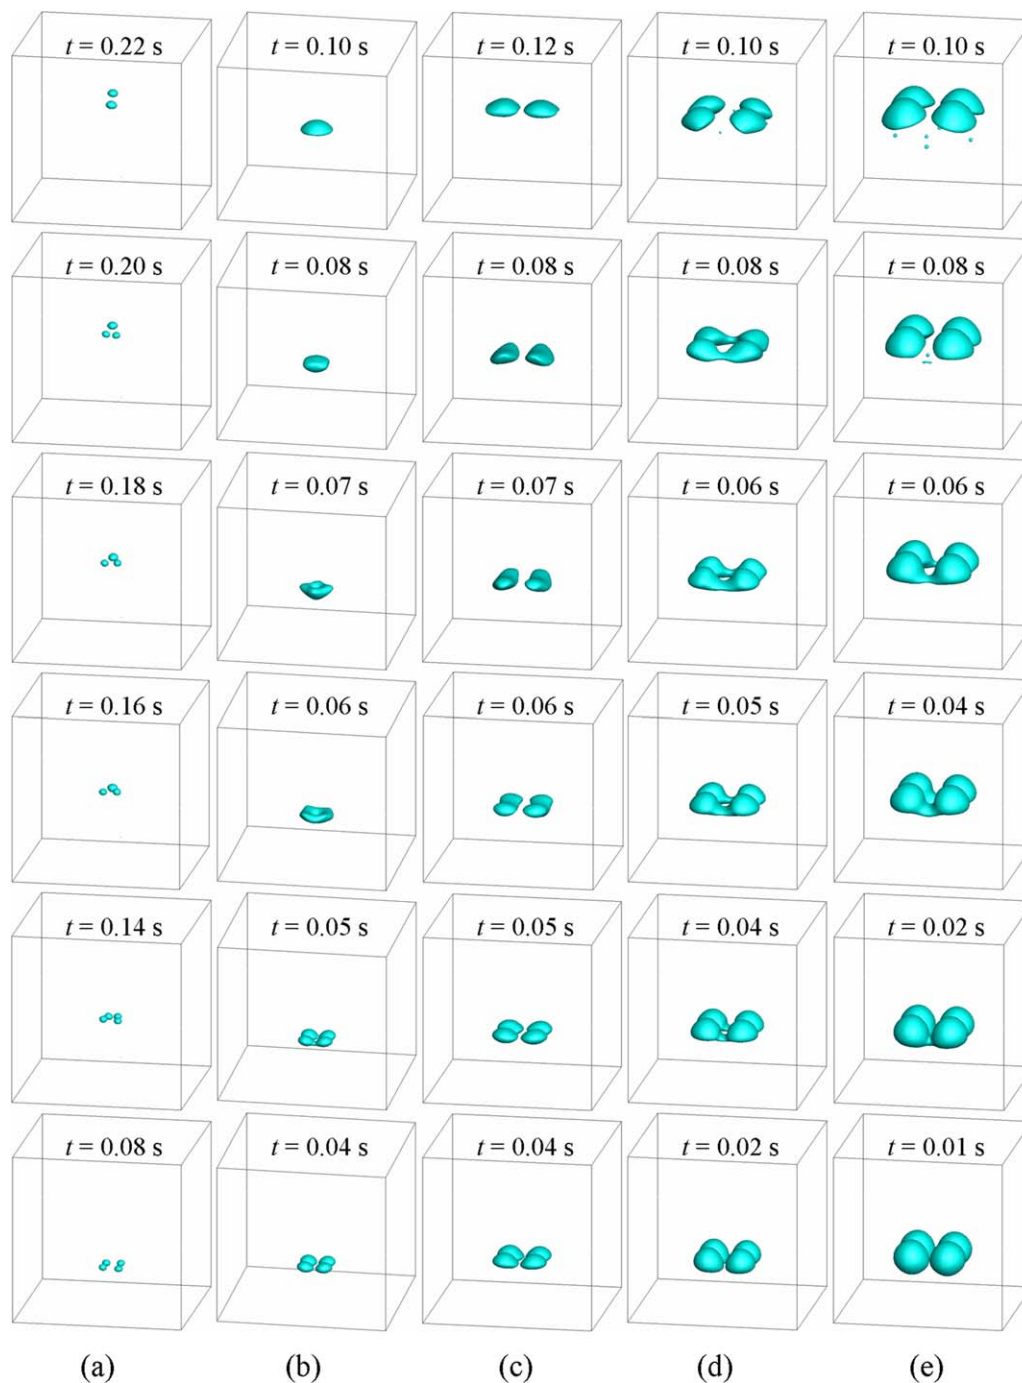 t = 0.22 s t = 0.10 s t = 0.12 s t = 0.10 s t = 0.10 s
t = 0.20 s t = 0.08 s t = 0.08 s t = 0.08 s t = 0.08 s
t = 0.18 s t = 0.07 s t = 0.07 s t = 0.06 s t = 0.06 s
t = 0.16 s t = 0.06 s t = 0.06 s t = 0.05 s t = 0.04 s
t = 0.14 s t = 0.05 s t = 0.05 s t = 0.04 s t = 0.02 s
t = 0.08 s t = 0.04 s t = 0.04 s t = 0.02 s t = 0.01 s
(a) (b) (c) (d) (e)